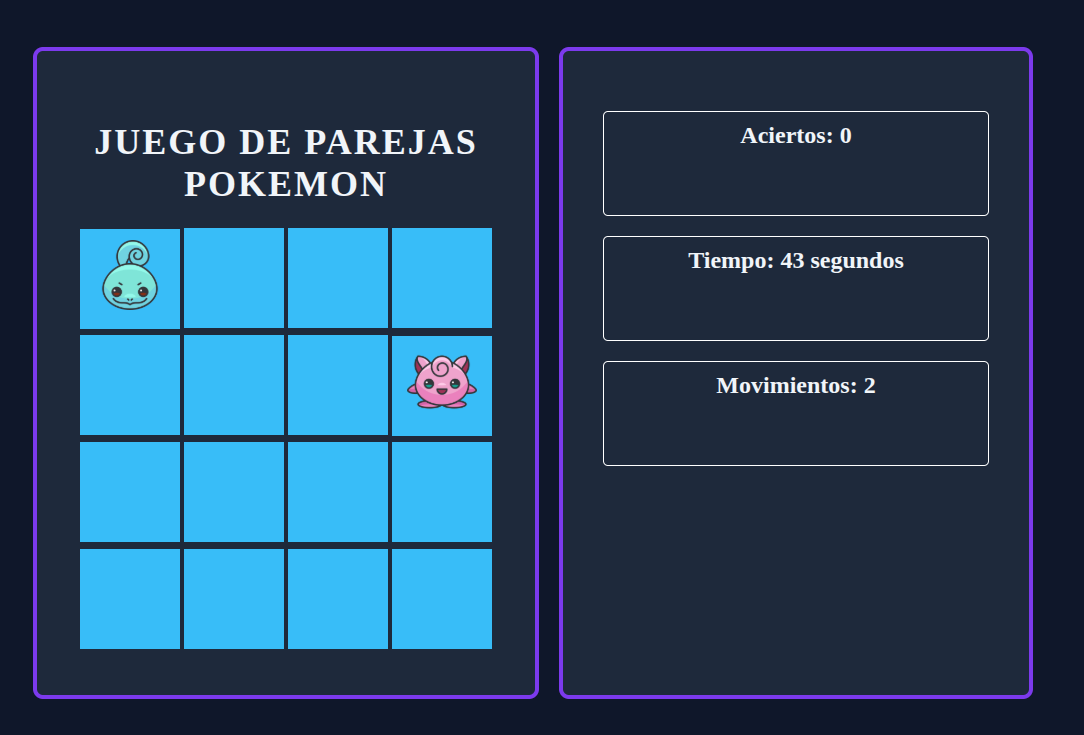 JUEGO DE PAREJAS
POKEMON
Aciertos: 0
Tiempo: 43 segundos
Movimientos: 2